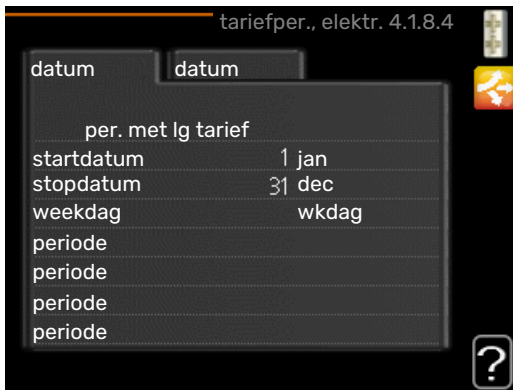 tariefper., elektr. 4.1.8.4
datum datum
per. met lg tarief
startdatum 1 jan
stopdatum 31 dec
weekdag wkdag
periode
periode
periode
periode
?